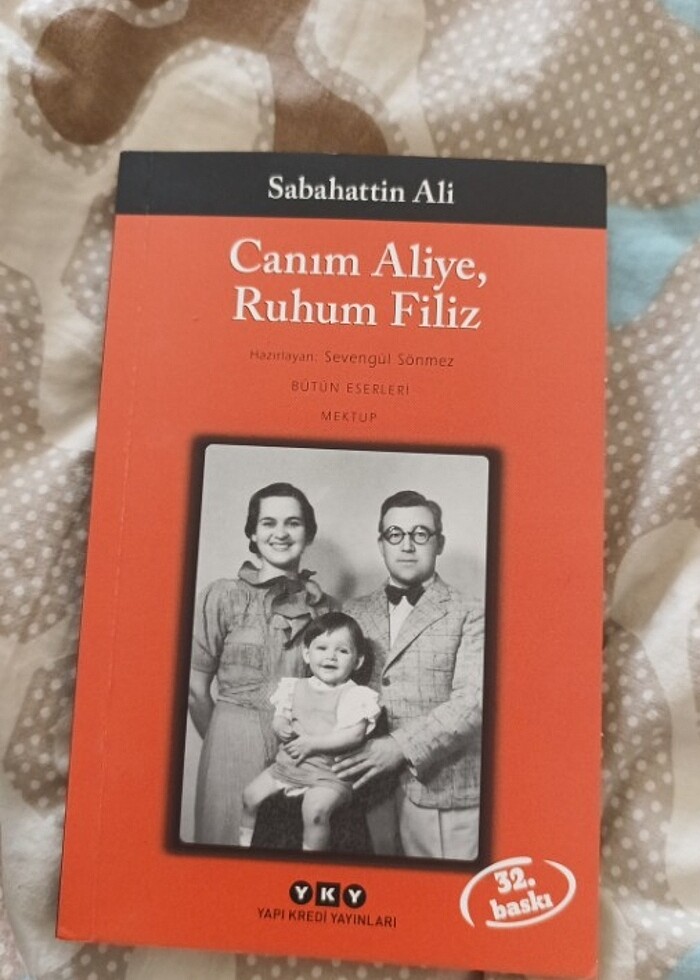 Sabahattin Ali
Canım Aliye,
Ruhum Filiz
Hazırlayan: Sevengül Sönmez
BÜTÜN ESERLERİ
MEKTUP
YKY
YAPI KREDİ YAYINLARI
32.
baskı